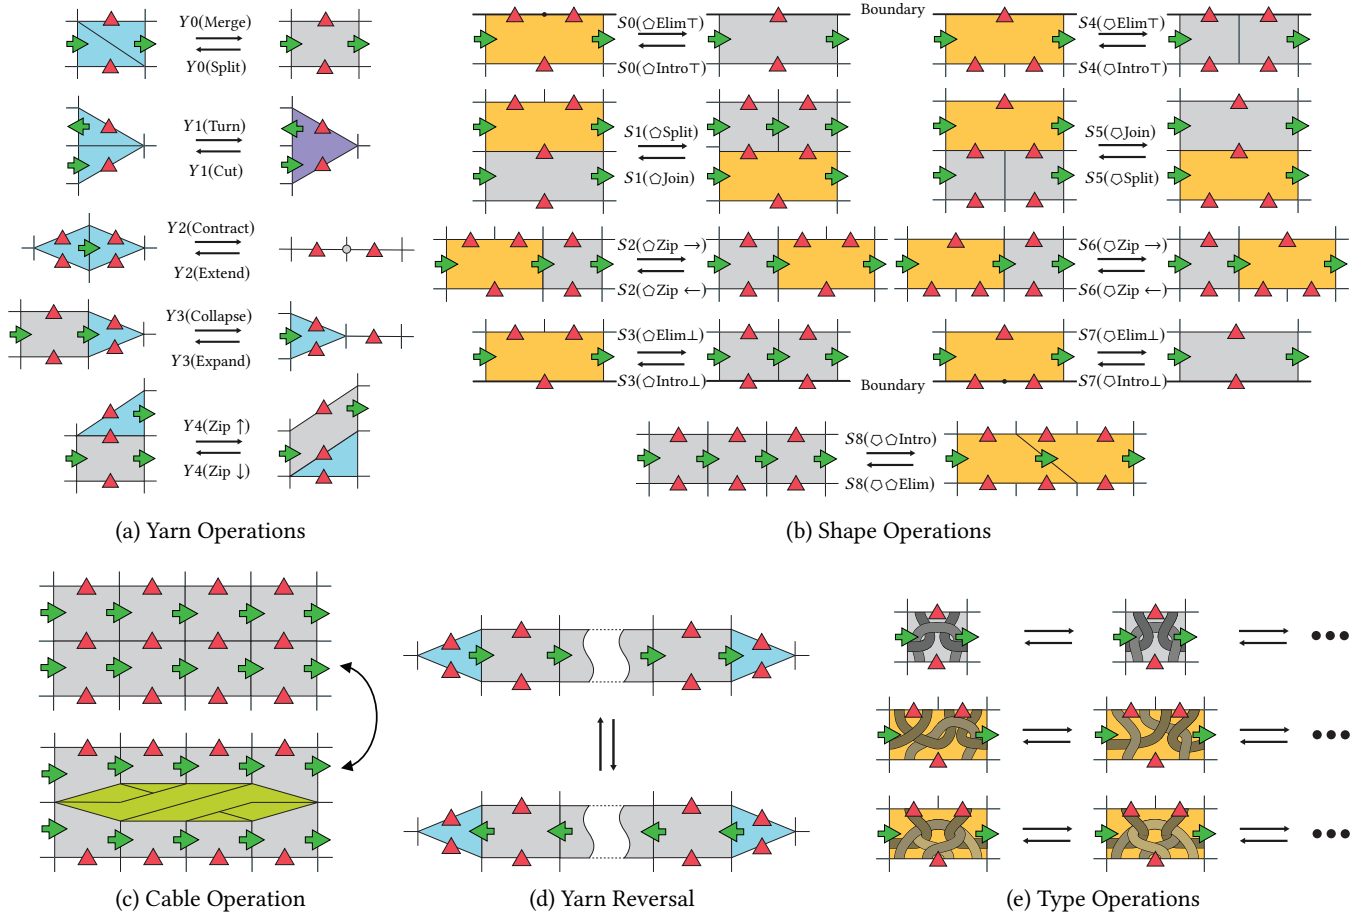 Y0(Merge)
Y0(Split)
Y1(Turn)
Y1(Cut)
Y2(Contract)
Y2(Extend)
Y3(Collapse)
Y3(Expand)
Y4(Zip ↑)
Y4(Zip ↓)
(a) Yarn Operations
Boundary
S0(⬠Elim⊤)
S0(⬠Intro⊤)
S4(⛉Elim⊤)
S4(⛉Intro⊤)
S1(⬠Split)
S1(⬠Join)
S5(⛉Join)
S5(⛉Split)
S2(⬠Zip →)
S2(⬠Zip ←)
S6(⛉Zip →)
S6(⛉Zip ←)
S3(⬠Elim⊥)
S3(⬠Intro⊥)
S7(⛉Elim⊥)
S7(⛉Intro⊥)
Boundary
S8(⛉⬠Intro)
S8(⛉⬠Elim)
(b) Shape Operations
(c) Cable Operation
(d) Yarn Reversal
(e) Type Operations